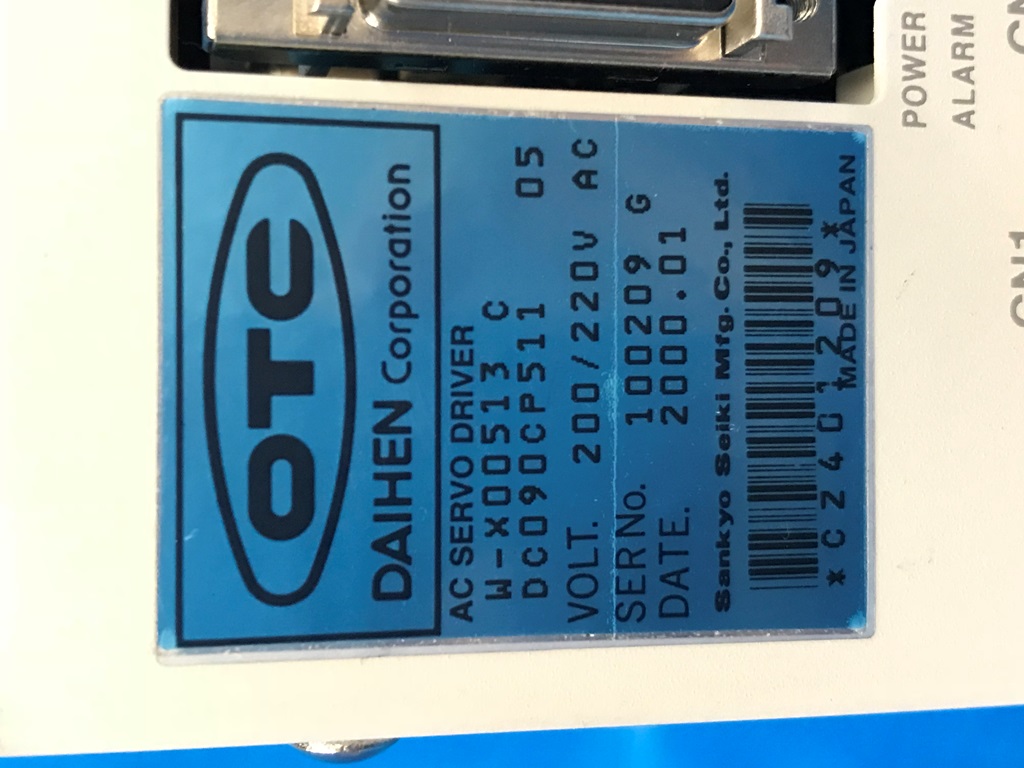 OTC
DAIHEN Corporation
AC SERVO DRIVER
W-X00513 C
DC090CP511 05
VOLT. 200/220V AC
SER No. 100209 G
DATE. 2000.01
Sankyo Seiki Mfg. Co., Ltd.
*CZ401209*
MADE IN JAPAN
POWER
ALARM
CN1